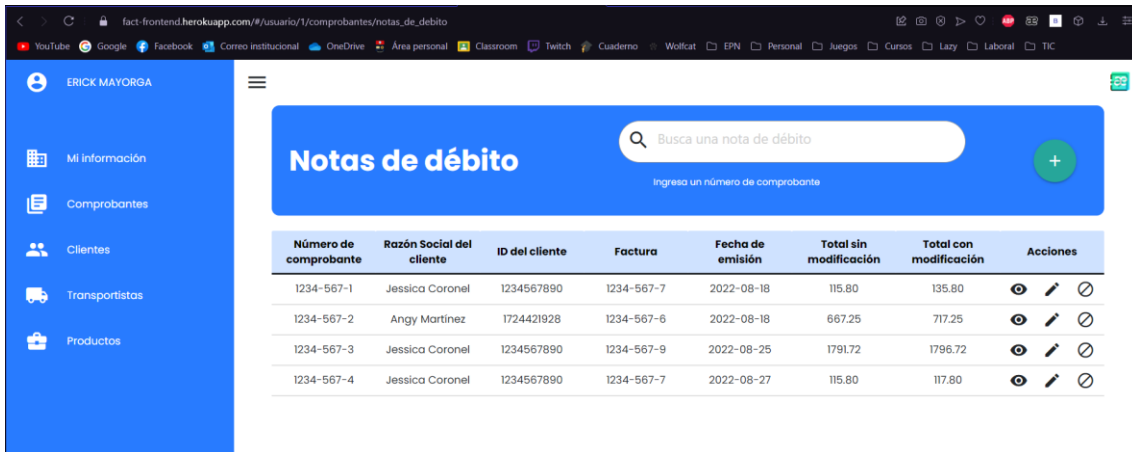 fact-frontend.herokuapp.com/#/usuario/1/comprobantes/notas_de_debito
YouTube Google Facebook Correo institucional OneDrive Área personal Classroom Twitch Cuaderno Wolfcat EPN Personal Juegos Cursos Lazy Laboral TIC
ERICK MAYORGA
Mi información
Comprobantes
Clientes
Transportistas
Productos
Notas de débito
Busca una nota de débito
Ingresa un número de comprobante
+
Número de comprobante Razón Social del cliente ID del cliente Factura Fecha de emisión Total sin modificación Total con modificación Acciones
1234-567-1 Jessica Coronel 1234567890 1234-567-7 2022-08-18 115.80 135.80
1234-567-2 Angy Martínez 1724421928 1234-567-6 2022-08-18 667.25 717.25
1234-567-3 Jessica Coronel 1234567890 1234-567-9 2022-08-25 1791.72 1796.72
1234-567-4 Jessica Coronel 1234567890 1234-567-7 2022-08-27 115.80 117.80